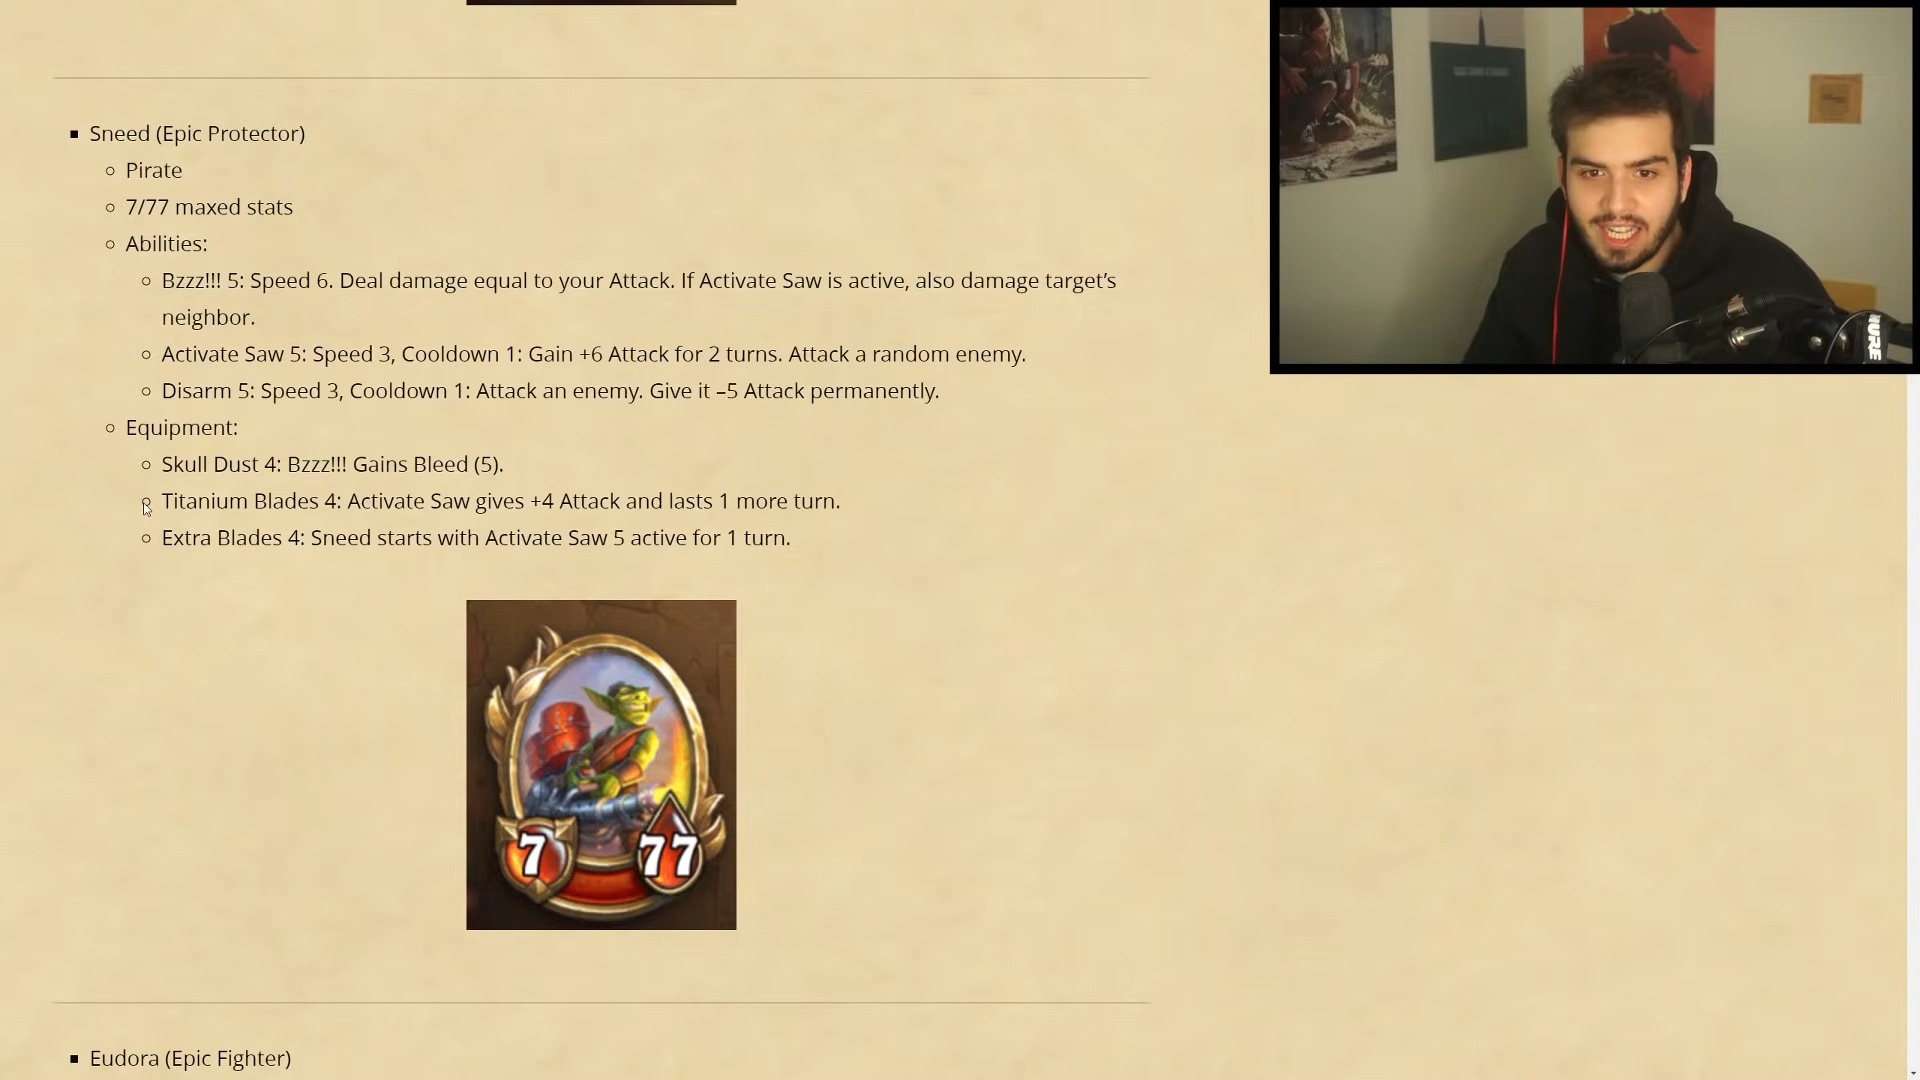 Sneed (Epic Protector)
Pirate
7/77 maxed stats
Abilities:
Bzzz!!! 5: Speed 6. Deal damage equal to your Attack. If Activate Saw is active, also damage target’s
neighbor.
Activate Saw 5: Speed 3, Cooldown 1: Gain +6 Attack for 2 turns. Attack a random enemy.
Disarm 5: Speed 3, Cooldown 1: Attack an enemy. Give it –5 Attack permanently.
Equipment:
Skull Dust 4: Bzzz!!! Gains Bleed (5).
Titanium Blades 4: Activate Saw gives +4 Attack and lasts 1 more turn.
Extra Blades 4: Sneed starts with Activate Saw 5 active for 1 turn.
7 77
Eudora (Epic Fighter)